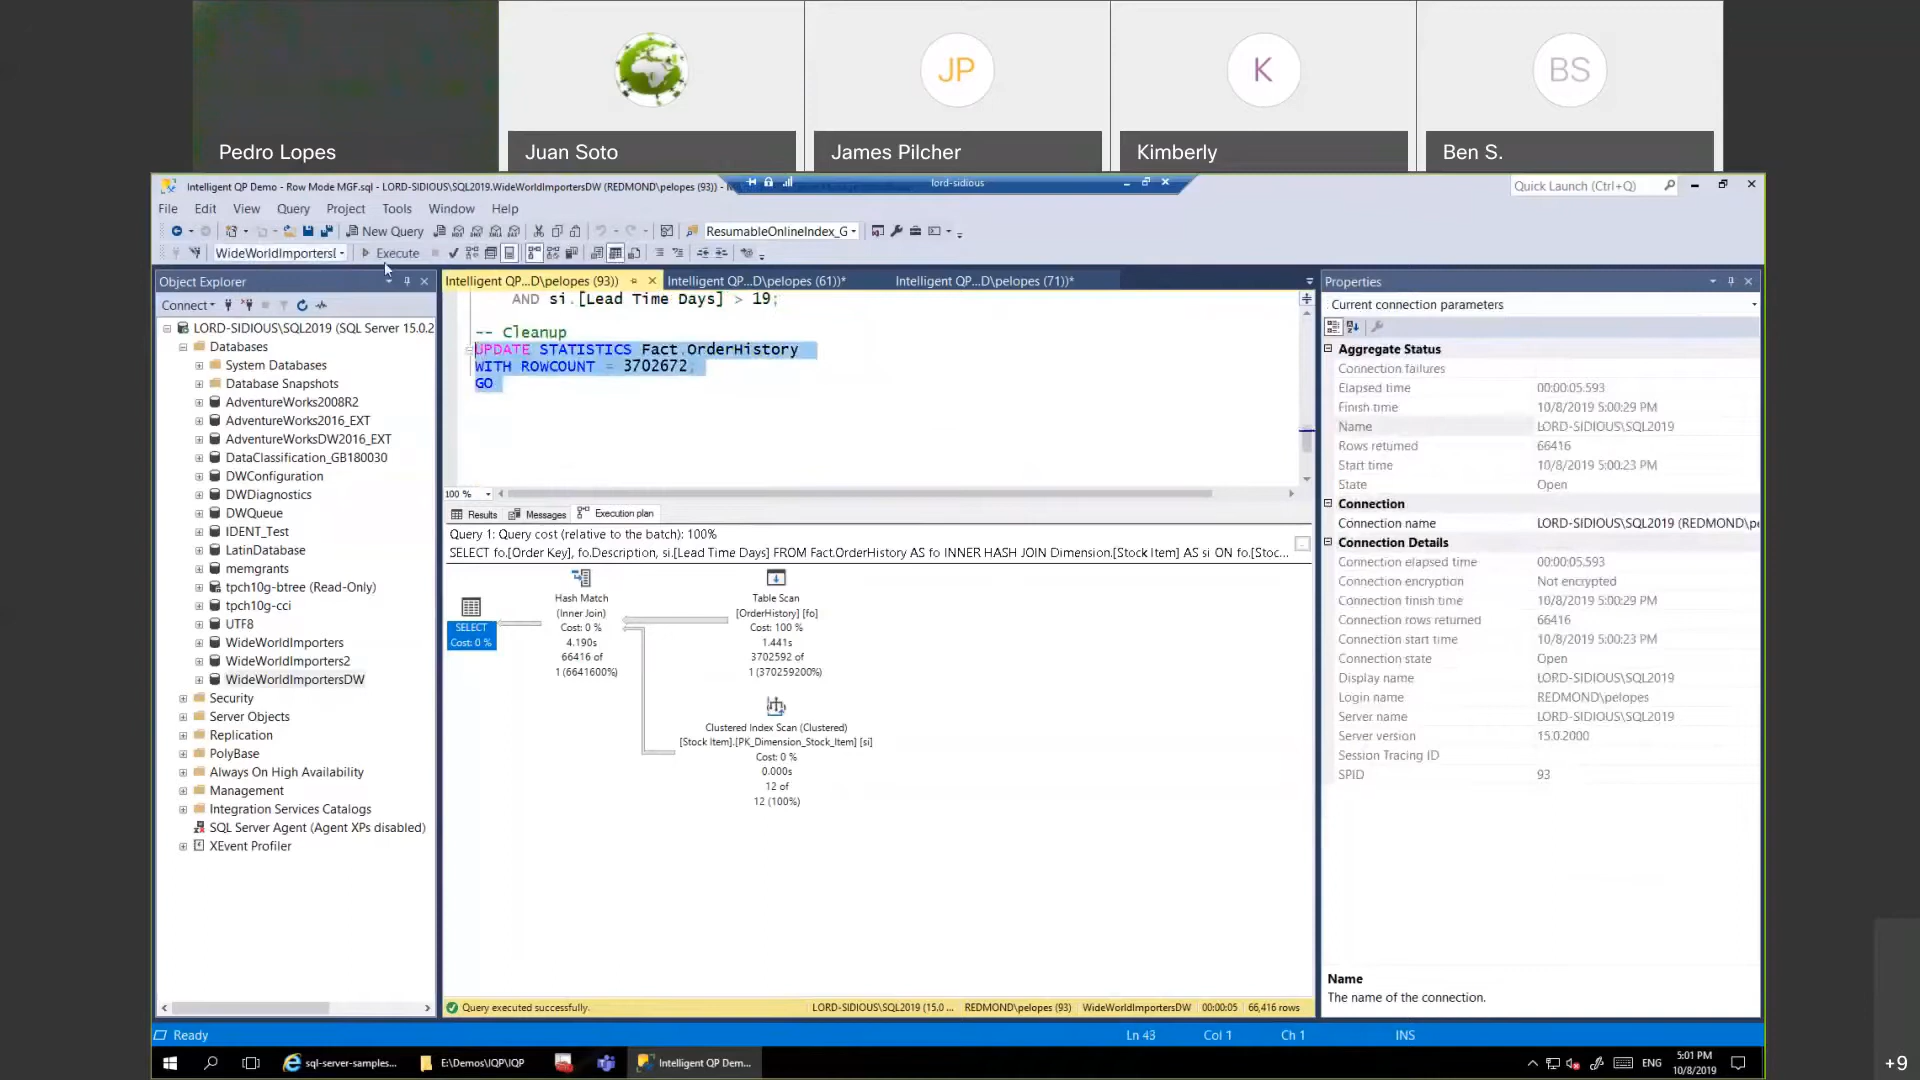 JP
K
BS
Pedro Lopes
Juan Soto
James Pilcher
Kimberly
Ben S.
Intelligent QP Demo - Row Mode MGF.sql - LORD-SIDIOUS\SQL2019.WideWorldImportersDW (REDMOND\pelopes (93)) - M
lord-sidious
Quick Launch (Ctrl+Q)
File Edit View Query Project Tools Window Help
New Query
ResumableOnlineIndex_G
WideWorldImporters
Execute
Object Explorer
Connect
LORD-SIDIOUS\SQL2019 (SQL Server 15.0.2
Databases
System Databases
Database Snapshots
AdventureWorks2008R2
AdventureWorks2016_EXT
AdventureWorksDW2016_EXT
DataClassification_GB180030
DWConfiguration
DWDiagnostics
DWQueue
IDENT_Test
LatinDatabase
memgrants
tpch10g-btree (Read-Only)
tpch10g-cci
UTF8
WideWorldImporters
WideWorldImporters2
WideWorldImportersDW
Security
Server Objects
Replication
PolyBase
Always On High Availability
Management
Integration Services Catalogs
SQL Server Agent (Agent XPs disabled)
XEvent Profiler
Intelligent QP...D\pelopes (93))
Intelligent QP...D\pelopes (61))*
Intelligent QP...D\pelopes (71))*
AND si.[Lead Time Days] > 19;
-- Cleanup
UPDATE STATISTICS Fact.OrderHistory
WITH ROWCOUNT = 3702672;
GO
100 %
Results
Messages
Execution plan
Query 1: Query cost (relative to the batch): 100%
SELECT fo.[Order Key], fo.Description, si.[Lead Time Days] FROM Fact.OrderHistory AS fo INNER HASH JOIN Dimension.[Stock Item] AS si ON fo.[Stoc...
SELECT
Cost: 0 %
Hash Match
(Inner Join)
Cost: 0 %
4.190s
66416 of
1 (6641600%)
Table Scan
[OrderHistory] [fo]
Cost: 100 %
1.441s
3702592 of
1 (370259200%)
Clustered Index Scan (Clustered)
[Stock Item].[PK_Dimension_Stock_Item] [si]
Cost: 0 %
0.000s
12 of
12 (100%)
Query executed successfully.
LORD-SIDIOUS\SQL2019 (15.0 ...
REDMOND\pelopes (93)
WideWorldImportersDW
00:00:05
66,416 rows
Properties
Current connection parameters
Aggregate Status
Connection failures
Elapsed time 00:00:05.593
Finish time 10/8/2019 5:00:29 PM
Name LORD-SIDIOUS\SQL2019
Rows returned 66416
Start time 10/8/2019 5:00:23 PM
State Open
Connection
Connection name LORD-SIDIOUS\SQL2019 (REDMOND\pe
Connection Details
Connection elapsed time 00:00:05.593
Connection encryption Not encrypted
Connection finish time 10/8/2019 5:00:29 PM
Connection rows returned 66416
Connection start time 10/8/2019 5:00:23 PM
Connection state Open
Display name LORD-SIDIOUS\SQL2019
Login name REDMOND\pelopes
Server name LORD-SIDIOUS\SQL2019
Server version 15.0.2000
Session Tracing ID
SPID 93
Name
The name of the connection.
Ready
Ln 43
Col 1
Ch 1
INS
sql-server-samples...
E:\Demos\IQP\IQP
Intelligent QP Dem...
ENG
5:01 PM
10/8/2019
+9